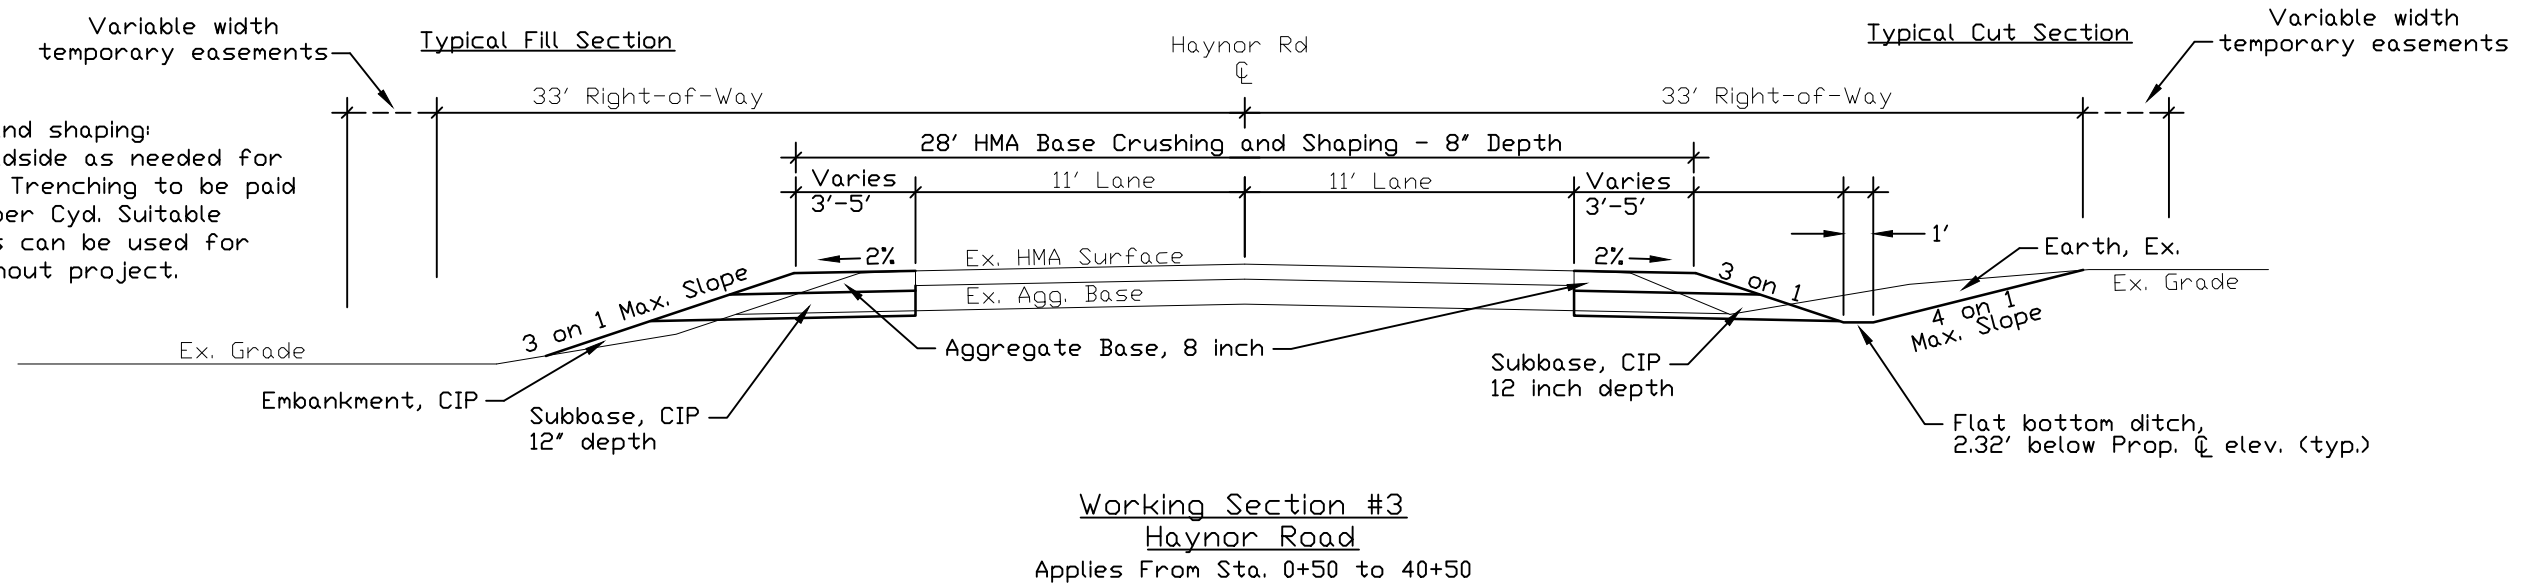 Variable width
temporary easements
Typical Fill Section
Haynor Rd
℄
Typical Cut Section
Variable width
temporary easements
33' Right-of-Way
33' Right-of-Way
shaping:
as needed for
Trenching to be paid
Cyd. Suitable
can be used for
project.
28' HMA Base Crushing and Shaping - 8" Depth
Varies
3'-5'
11' Lane
11' Lane
Varies
3'-5'
1'
2%
Ex. HMA Surface
2%
Earth, Ex.
3 on 1 Max. Slope
Ex. Agg. Base
3 on 1
4 on 1
Max. Slope
Ex. Grade
Ex. Grade
Aggregate Base, 8 inch
Embankment, CIP
Subbase, CIP
12" depth
Subbase, CIP
12 inch depth
Flat bottom ditch,
2.32' below Prop. ℄ elev. (typ.)
Working Section #3
Haynor Road
Applies From Sta. 0+50 to 40+50